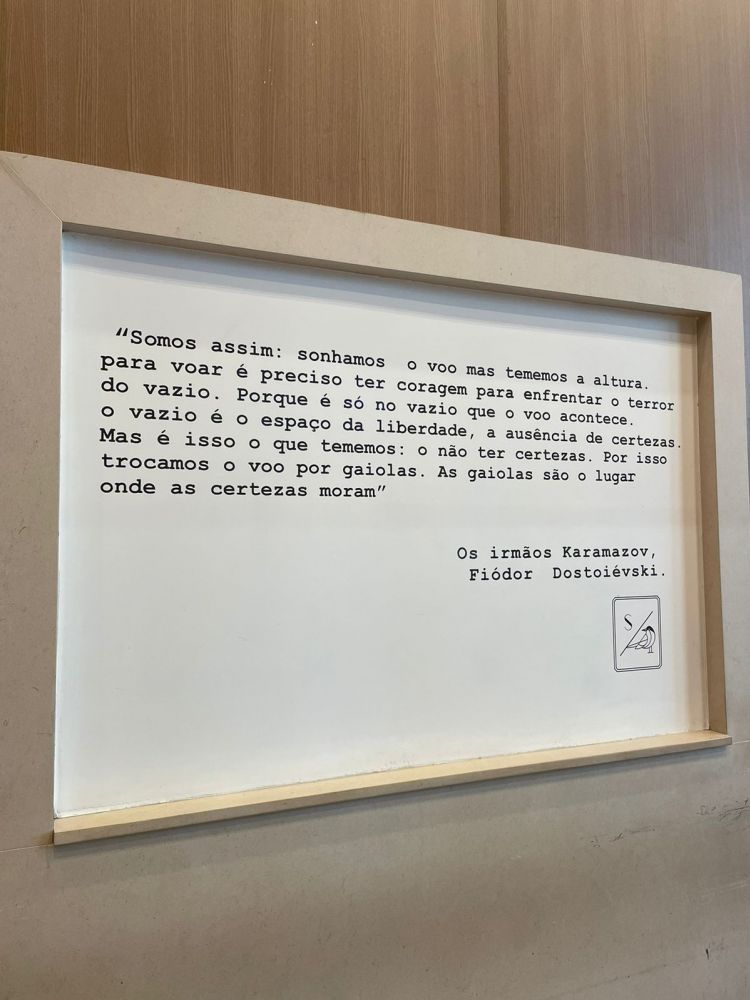 “Somos assim: sonhamos o voo mas tememos a altura.
para voar é preciso ter coragem para enfrentar o terror
do vazio. Porque é só no vazio que o voo acontece.
o vazio é o espaço da liberdade, a ausência de certezas.
Mas é isso o que tememos: o não ter certezas. Por isso
trocamos o voo por gaiolas. As gaiolas são o lugar
onde as certezas moram”
Os irmãos Karamazov,
Fiódor Dostoiévski.
S